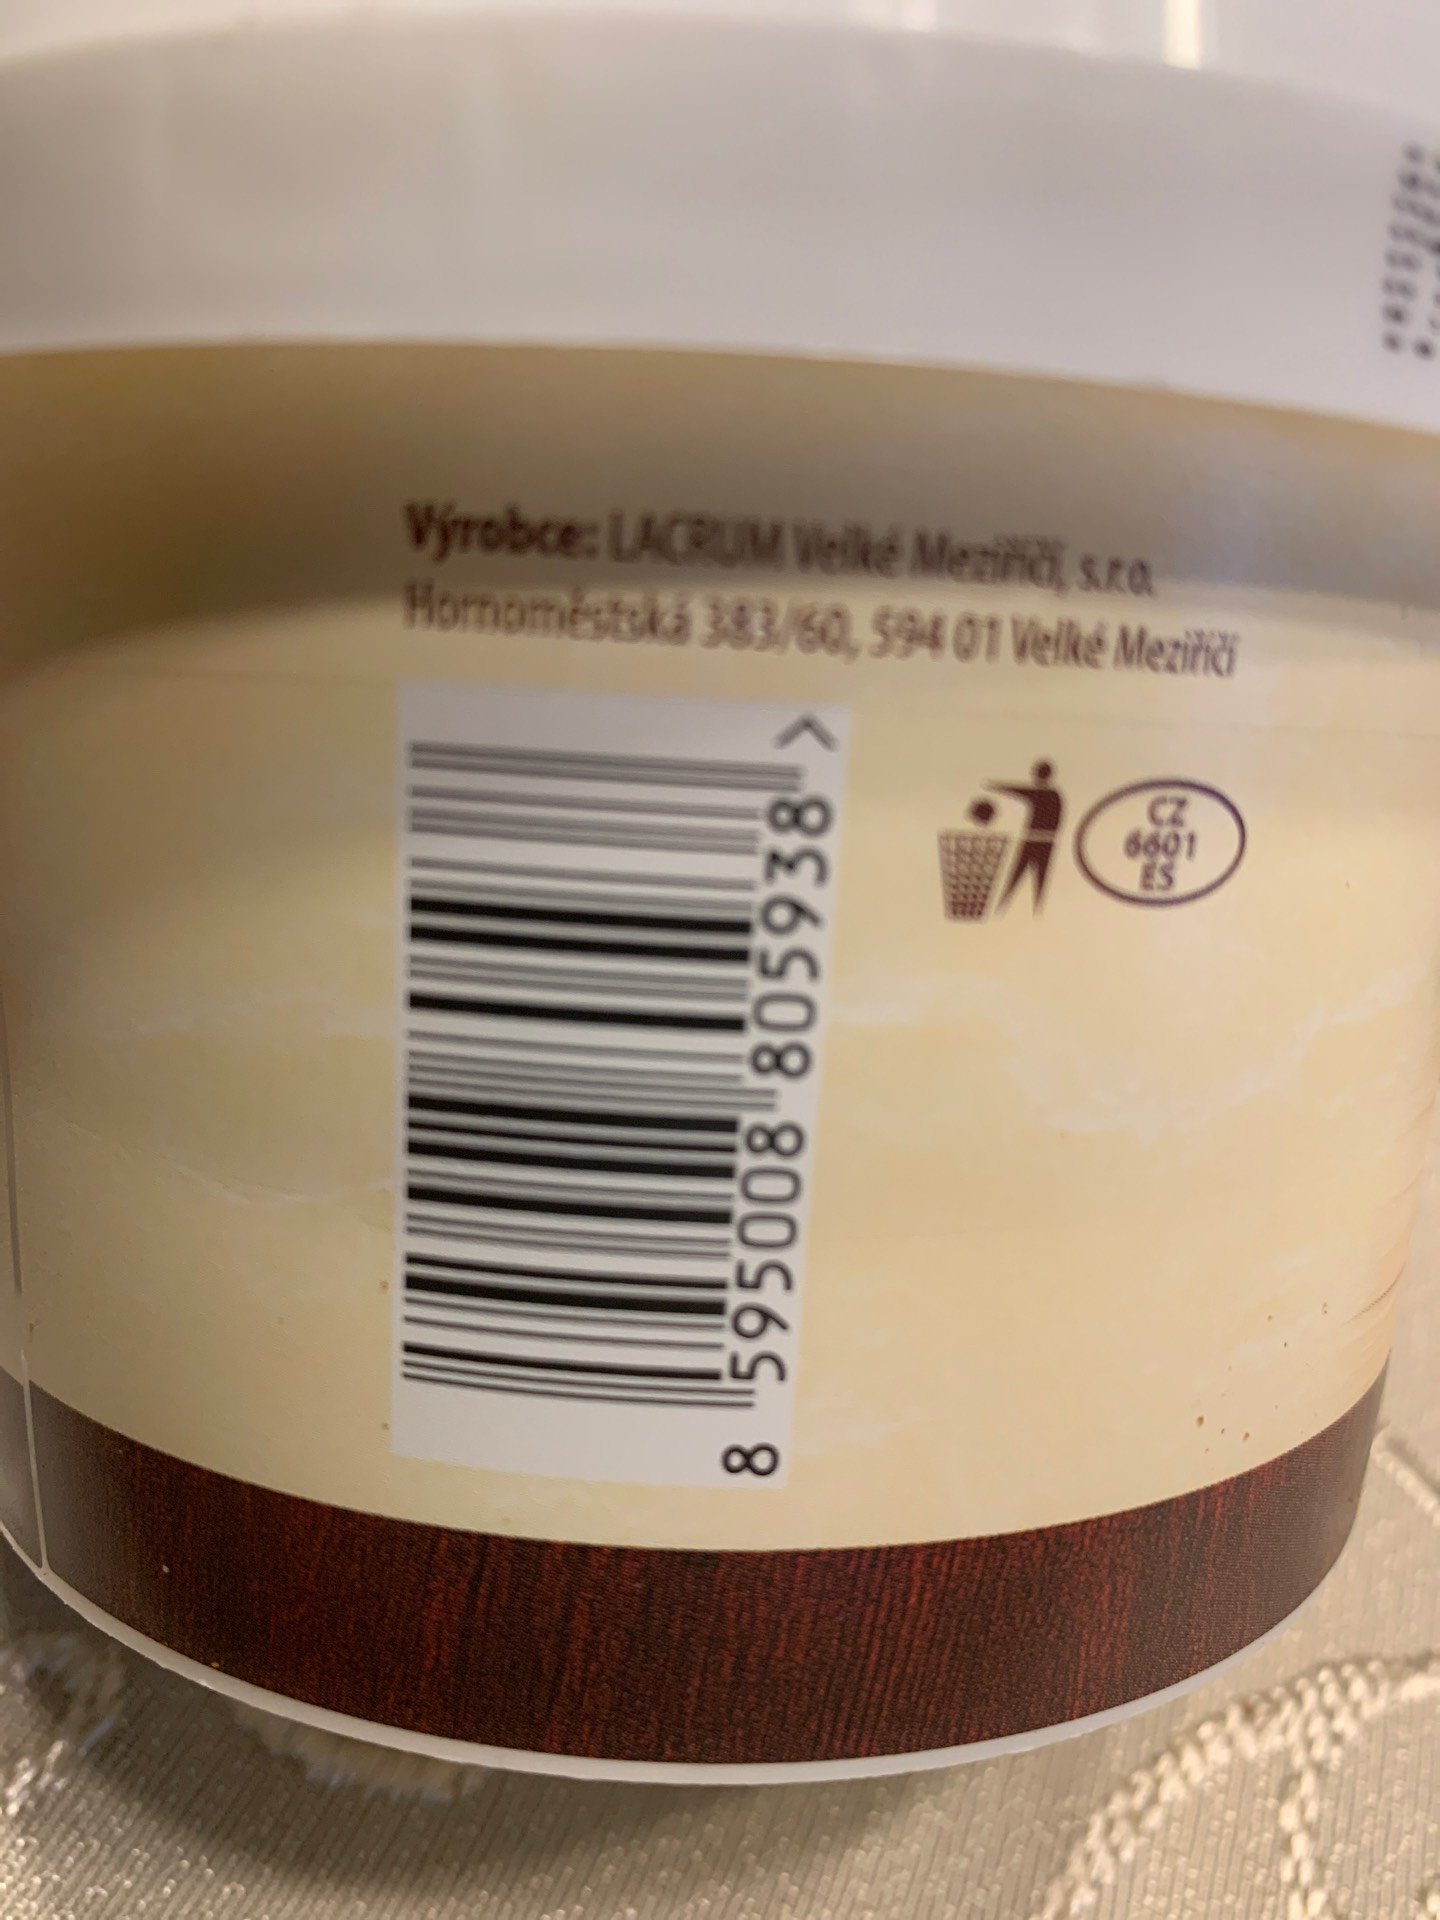 Výrobce: LACRUM Velké Meziříčí, s.r.o.
Hornoměstská 383/60, 594 01 Velké Meziříčí
8 595008 805938 >
CZ
6601
ES